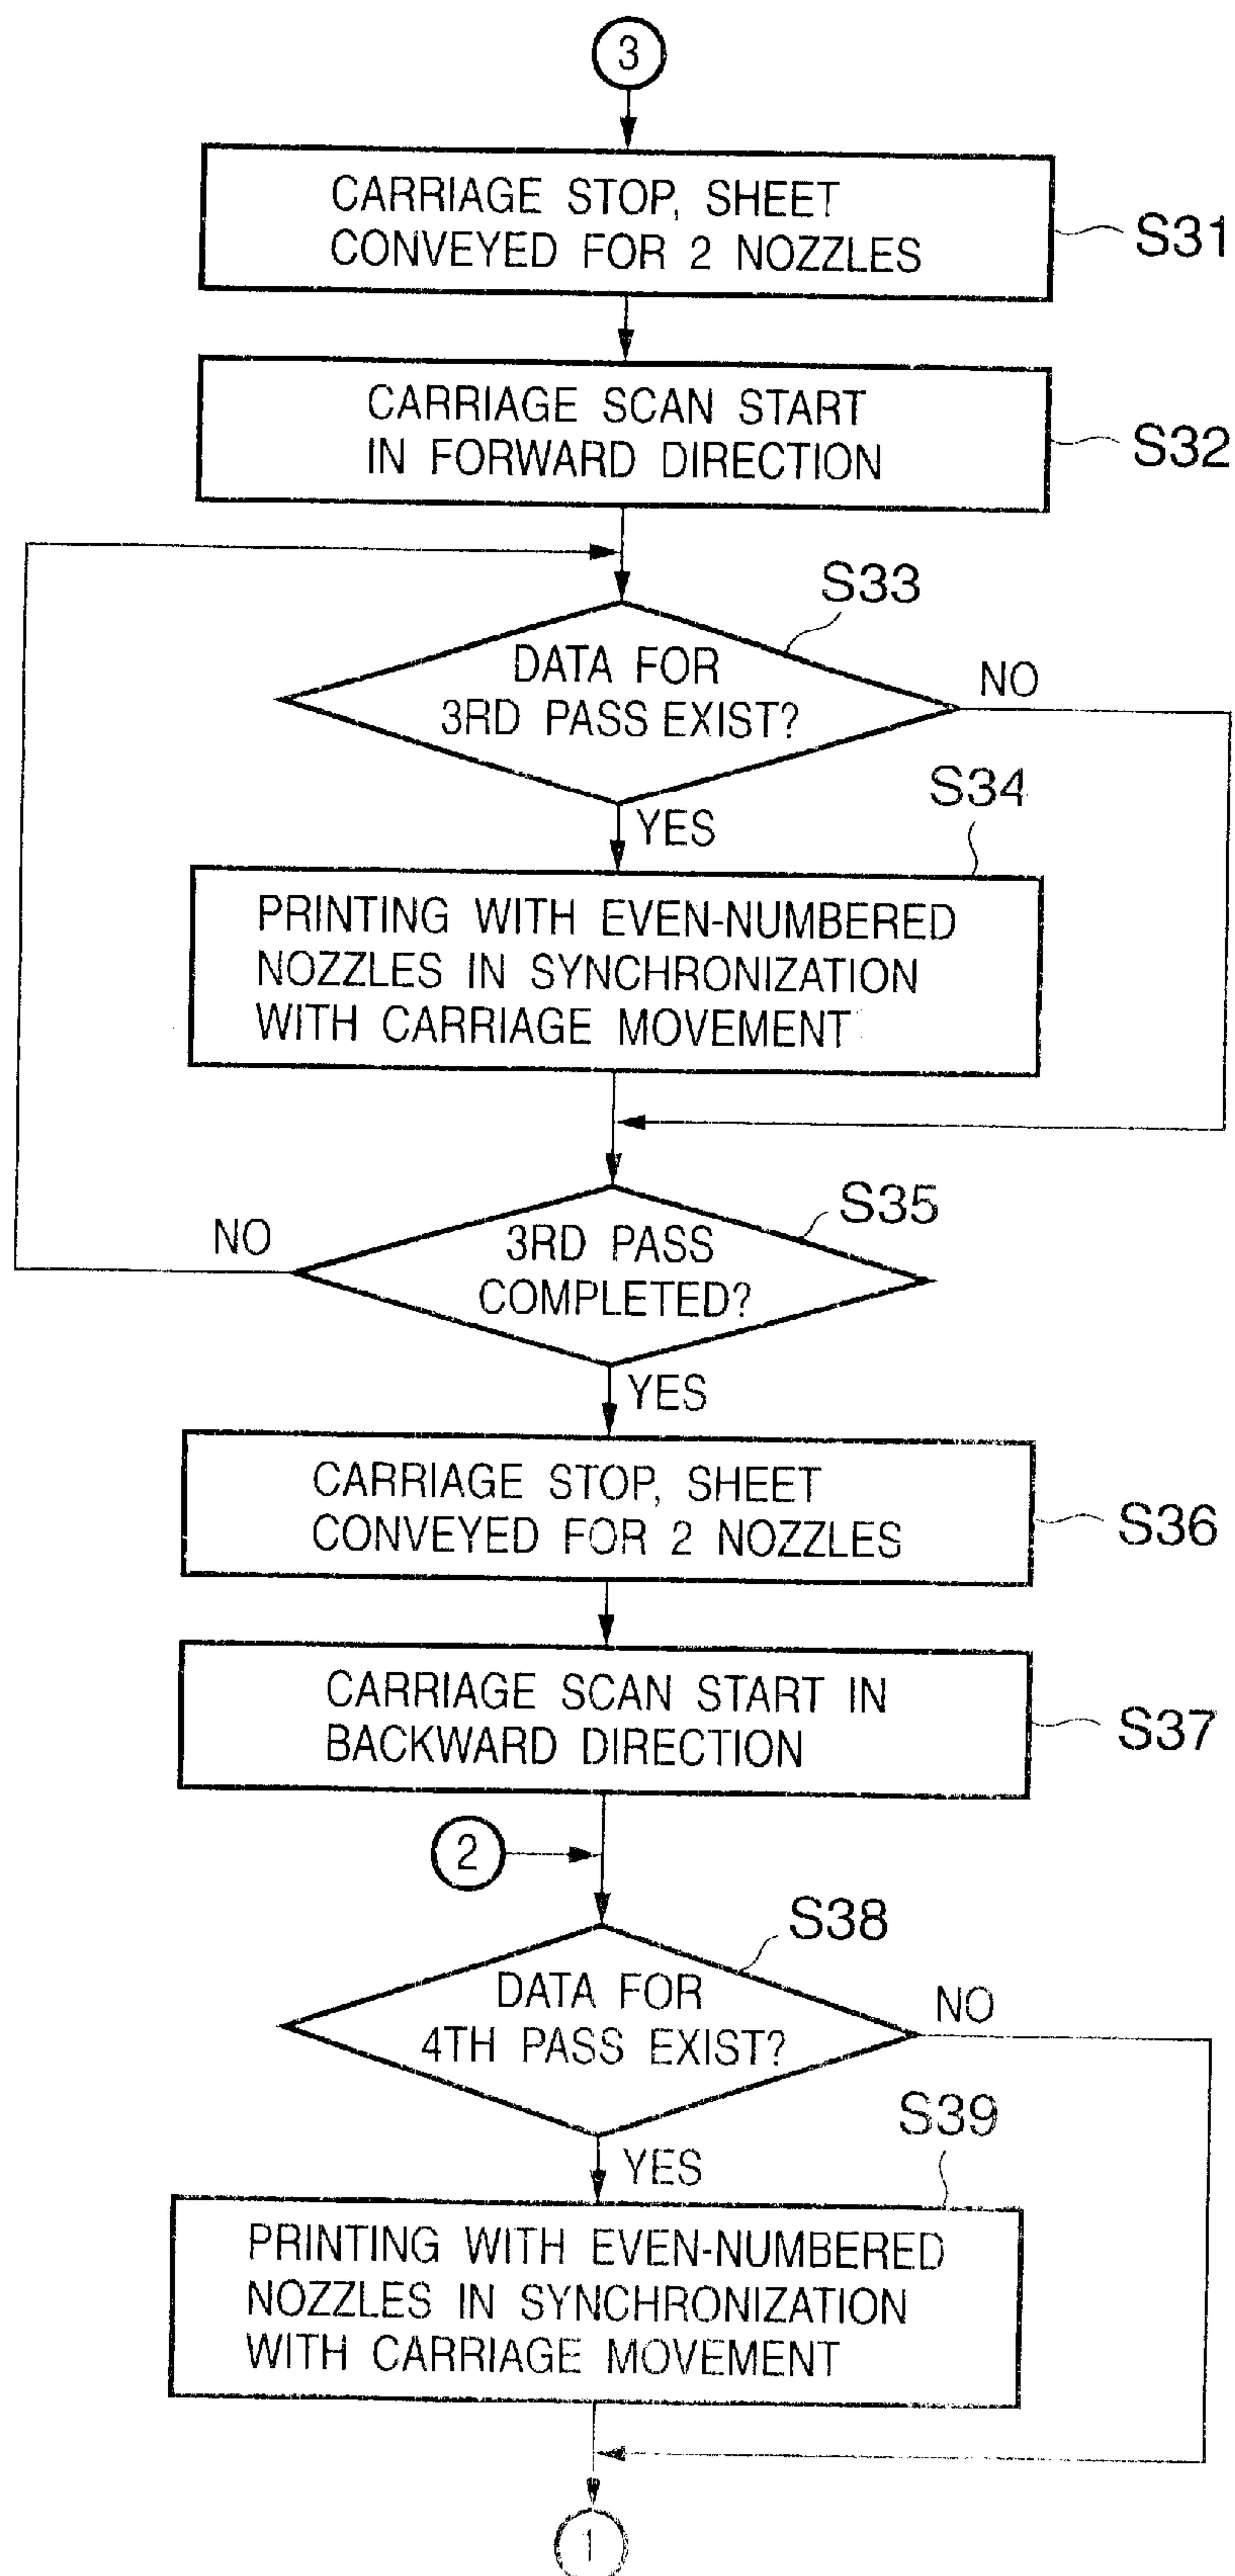 3
CARRIAGE STOP, SHEET
CONVEYED FOR 2 NOZZLES
S31
CARRIAGE SCAN START
IN FORWARD DIRECTION
S32
S33
DATA FOR
3RD PASS EXIST?
NO
YES
S34
PRINTING WITH EVEN-NUMBERED
NOZZLES IN SYNCHRONIZATION
WITH CARRIAGE MOVEMENT
S35
3RD PASS
COMPLETED?
NO
YES
CARRIAGE STOP, SHEET
CONVEYED FOR 2 NOZZLES
S36
CARRIAGE SCAN START IN
BACKWARD DIRECTION
S37
2
S38
DATA FOR
4TH PASS EXIST?
NO
YES
S39
PRINTING WITH EVEN-NUMBERED
NOZZLES IN SYNCHRONIZATION
WITH CARRIAGE MOVEMENT
1